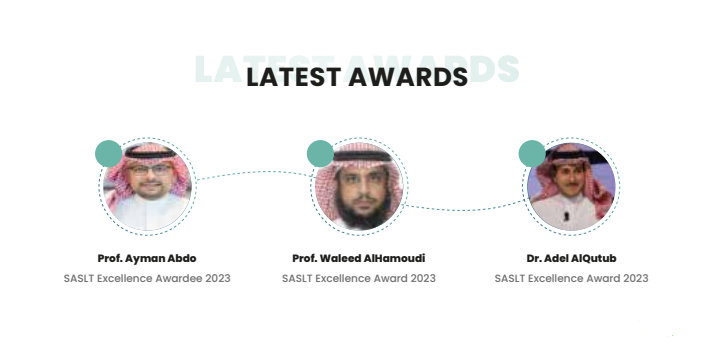 LATEST AWARDS
LATEST AWARDS
Prof. Ayman Abdo
SASLT Excellence Awardee 2023
Prof. Waleed AlHamoudi
SASLT Excellence Award 2023
Dr. Adel AlQutub
SASLT Excellence Award 2023